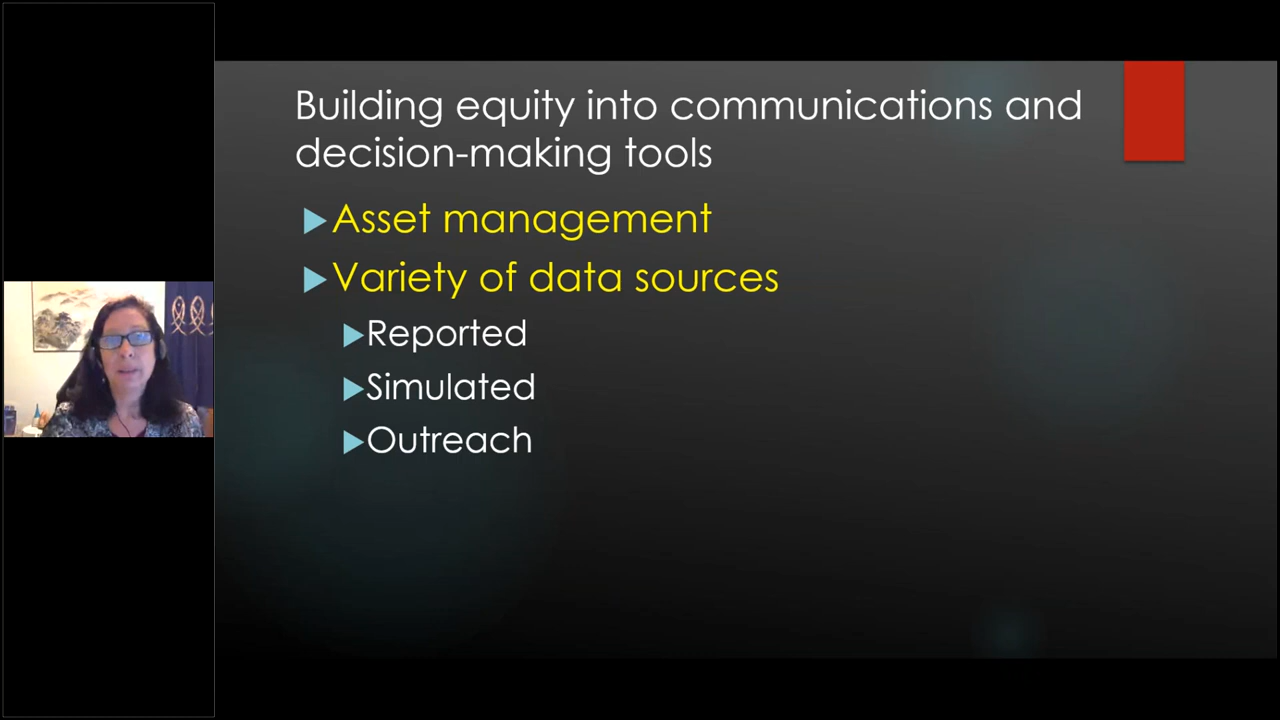 Building equity into communications and
decision-making tools
Asset management
Variety of data sources
Reported
Simulated
Outreach